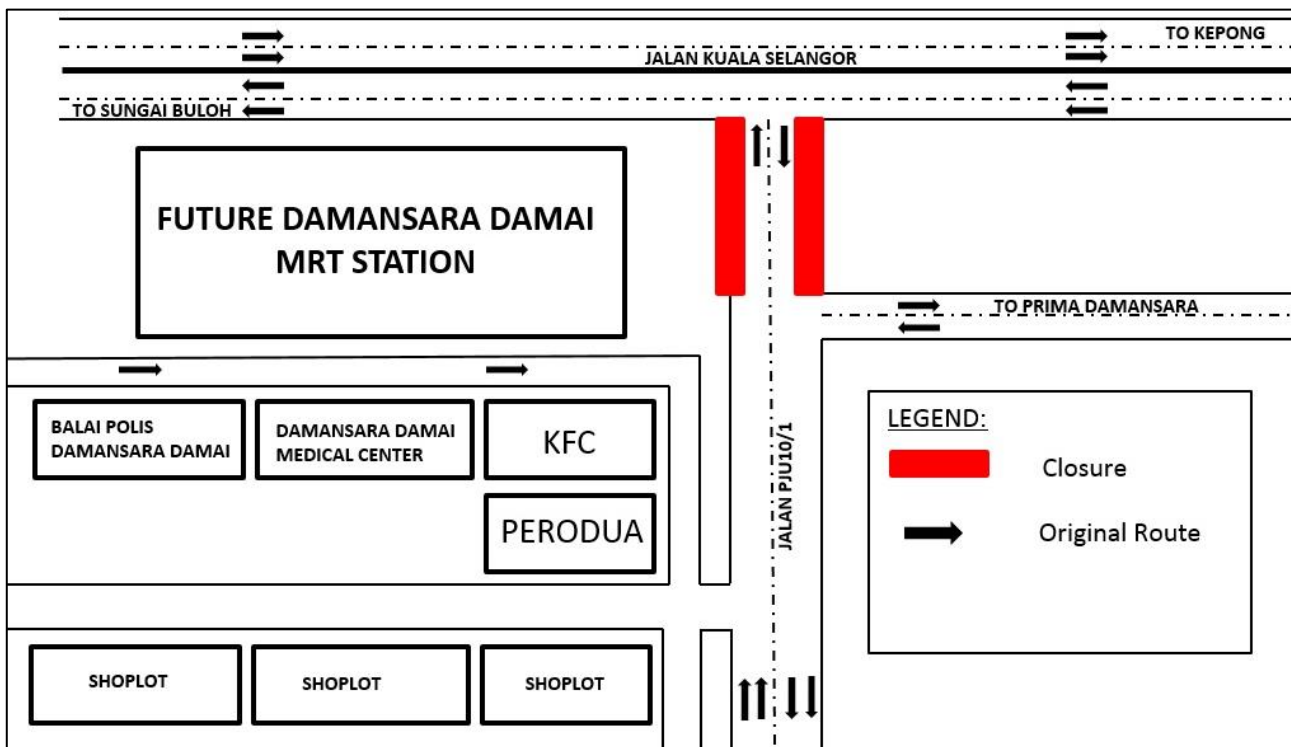 TO KEPONG
JALAN KUALA SELANGOR
TO SUNGAI BULOH
FUTURE DAMANSARA DAMAI
MRT STATION
TO PRIMA DAMANSARA
BALAI POLIS
DAMANSARA DAMAI
DAMANSARA DAMAI
MEDICAL CENTER
KFC
PERODUA
JALAN PJU10/1
LEGEND:
Closure
Original Route
SHOPLOT
SHOPLOT
SHOPLOT